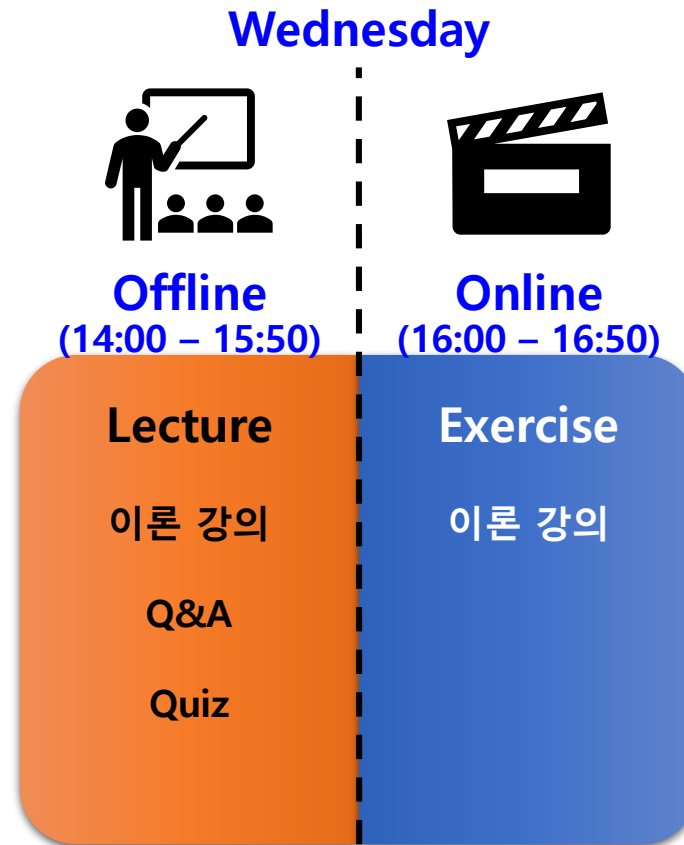 Wednesday
Offline
(14:00 – 15:50)
Lecture
이론 강의
Q&A
Quiz
Online
(16:00 – 16:50)
Exercise
이론 강의